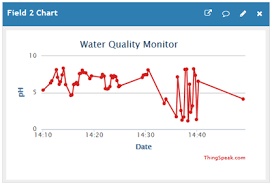 Field 2 Chart
Water Quality Monitor
10
5
0
pH
14:10 14:20 14:30 14:40
Date
ThingSpeak.com